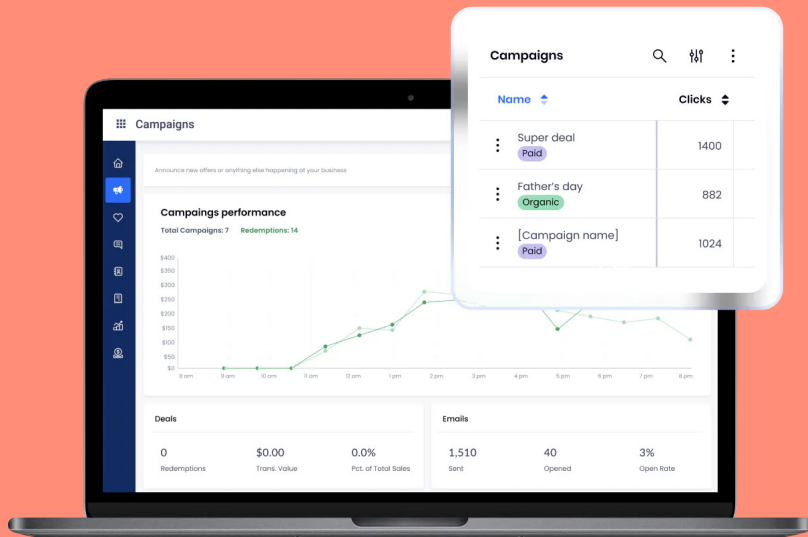 Campaigns
Name
Clicks
Super deal
Paid
1400
Father's day
Organic
882
[Campaign name]
Paid
1024
Campaigns
Announce new offers or anything else happening at your business
Campaings performance
Total Campaigns: 7 Redemptions: 14
$400
$350
$300
$250
$200
$150
$100
$50
$0
8 am 9 am 10 am 11 am 12 am 1 pm 2 pm 3 pm 4 pm 5 pm 6 pm 7 pm 8 pm
Deals
0 $0.00 0.0%
Redemptions Trans. Value Pct. of Total Sales
Emails
1,510 40 3%
Sent Opened Open Rate